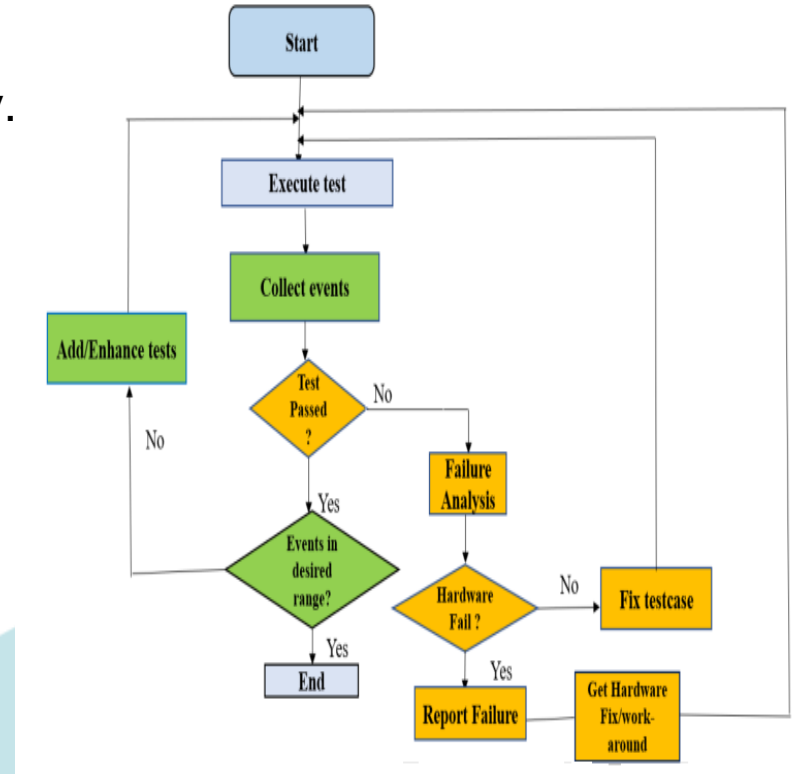 Start
y.
Execute test
Collect events
Add/Enhance tests
Test
Passed
?
No
Failure
Analysis
No
Yes
Events in
desired
range?
Hardware
Fail ?
No
Fix testcase
Yes
End
Yes
Report Failure
Get Hardware
Fix/work-
around